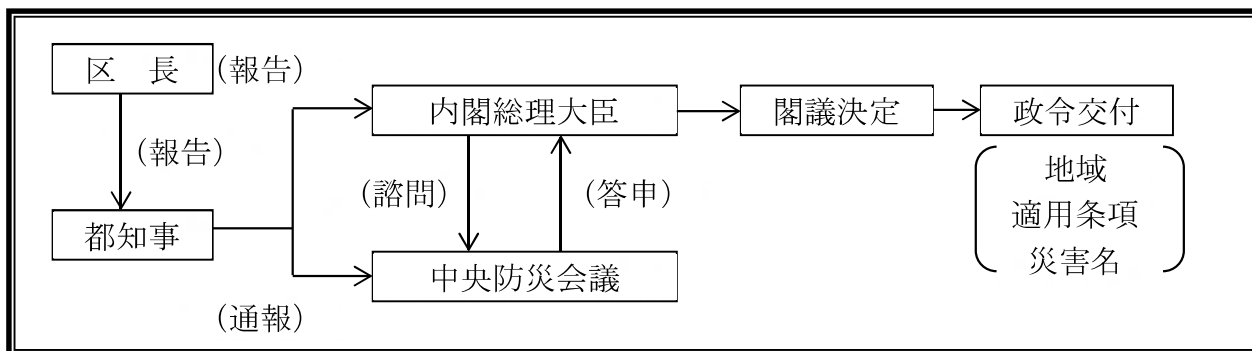 区　長
(報告)
(報告)
都知事
(通報)
内閣総理大臣
(諮問)
(答申)
中央防災会議
閣議決定
政令交付
地域
適用条項
災害名